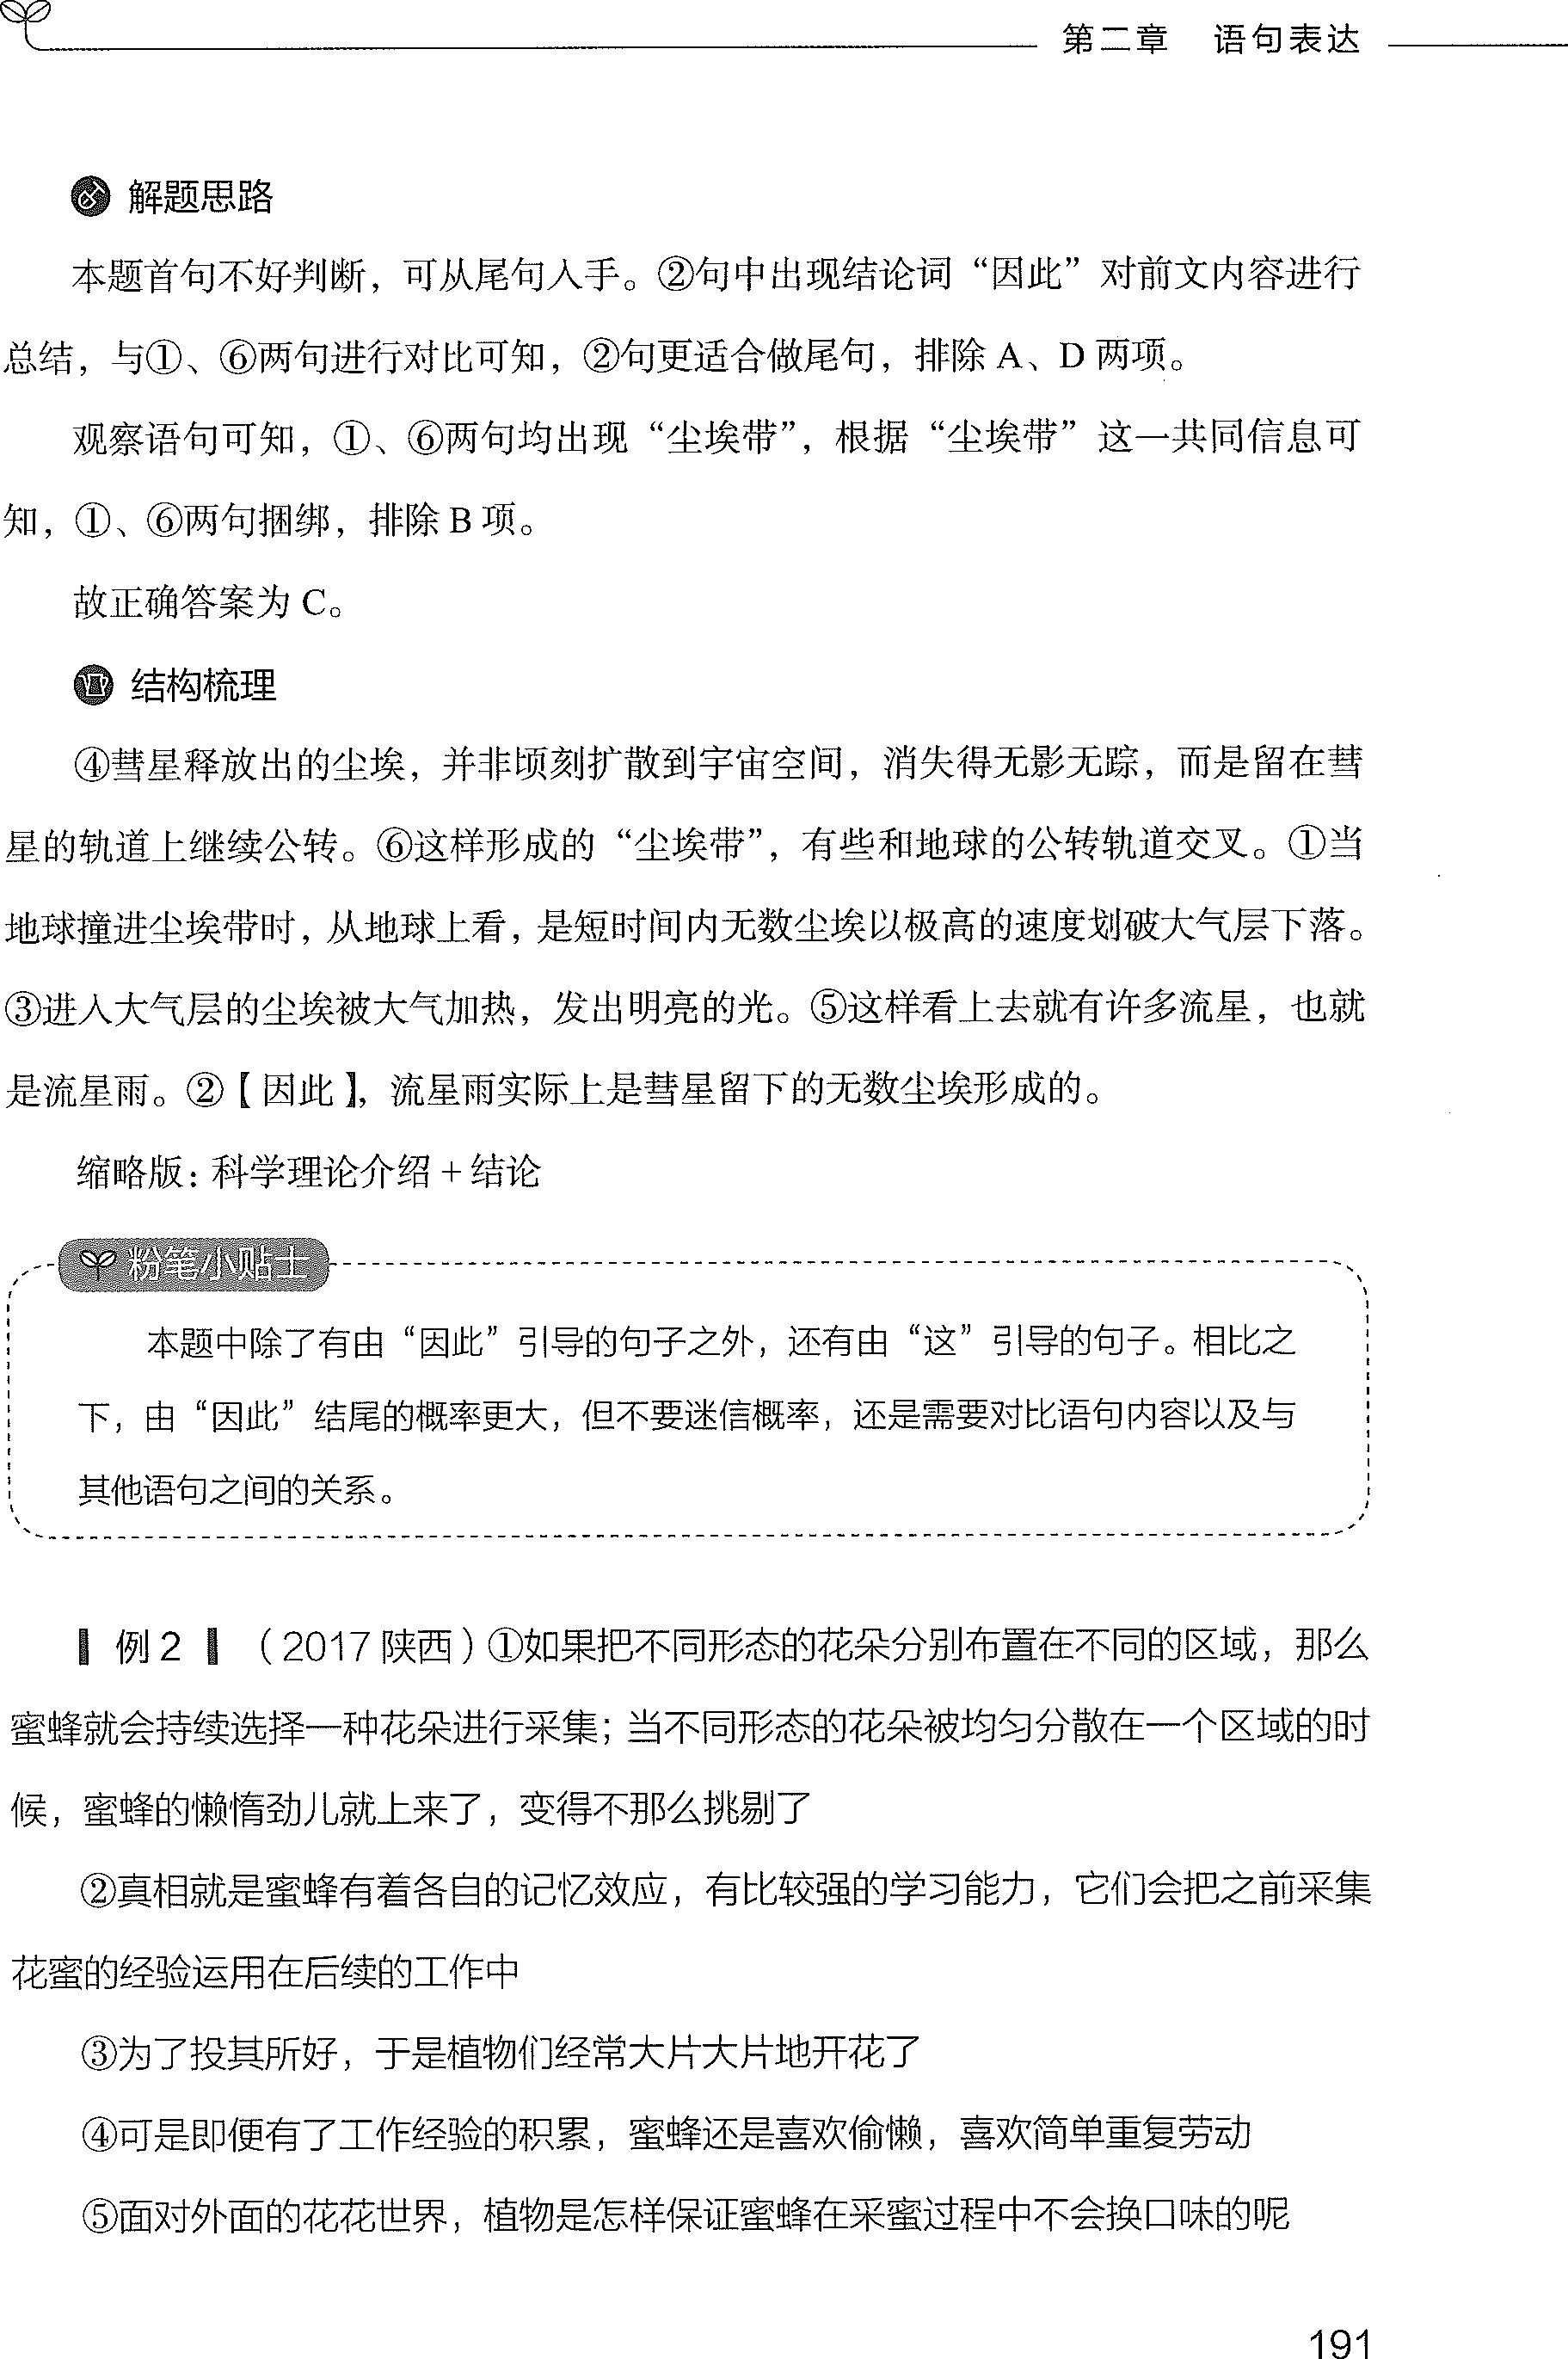 第二章 语句表达
解题思路
本题首句不好判断，可从尾句入手。②句中出现结论词“因此”对前文内容进行
总结，与①、⑥两句进行对比可知，②句更适合做尾句，排除 A、D 两项。
观察语句可知，①、⑥两句均出现“尘埃带”，根据“尘埃带”这一共同信息可
知，①、⑥两句捆绑，排除 B 项。
故正确答案为 C。
结构梳理
④彗星释放出的尘埃，并非顷刻扩散到宇宙空间，消失得无影无踪，而是留在彗
星的轨道上继续公转。⑥这样形成的“尘埃带”，有些和地球的公转轨道交叉。①当
地球撞进尘埃带时，从地球上看，是短时间内无数尘埃以极高的速度划破大气层下落。
③进入大气层的尘埃被大气加热，发出明亮的光。⑤这样看上去就有许多流星，也就
是流星雨。②【因此】，流星雨实际上是彗星留下的无数尘埃形成的。
缩略版：科学理论介绍 + 结论
粉笔小贴士
本题中除了有由“因此”引导的句子之外，还有由“这”引导的句子。相比之
下，由“因此”结尾的概率更大，但不要迷信概率，还是需要对比语句内容以及与
其他语句之间的关系。
例 2 （2017 陕西）①如果把不同形态的花朵分别布置在不同的区域，那么
蜜蜂就会持续选择一种花朵进行采集；当不同形态的花朵被均匀分散在一个区域的时
候，蜜蜂的懒惰劲儿就上来了，变得不那么挑剔了
②真相就是蜜蜂有着各自的记忆效应，有比较强的学习能力，它们会把之前采集
花蜜的经验运用在后续的工作中
③为了投其所好，于是植物们经常大片大片地开花了
④可是即便有了工作经验的积累，蜜蜂还是喜欢偷懒，喜欢简单重复劳动
⑤面对外面的花花世界，植物是怎样保证蜜蜂在采蜜过程中不会换口味的呢
191